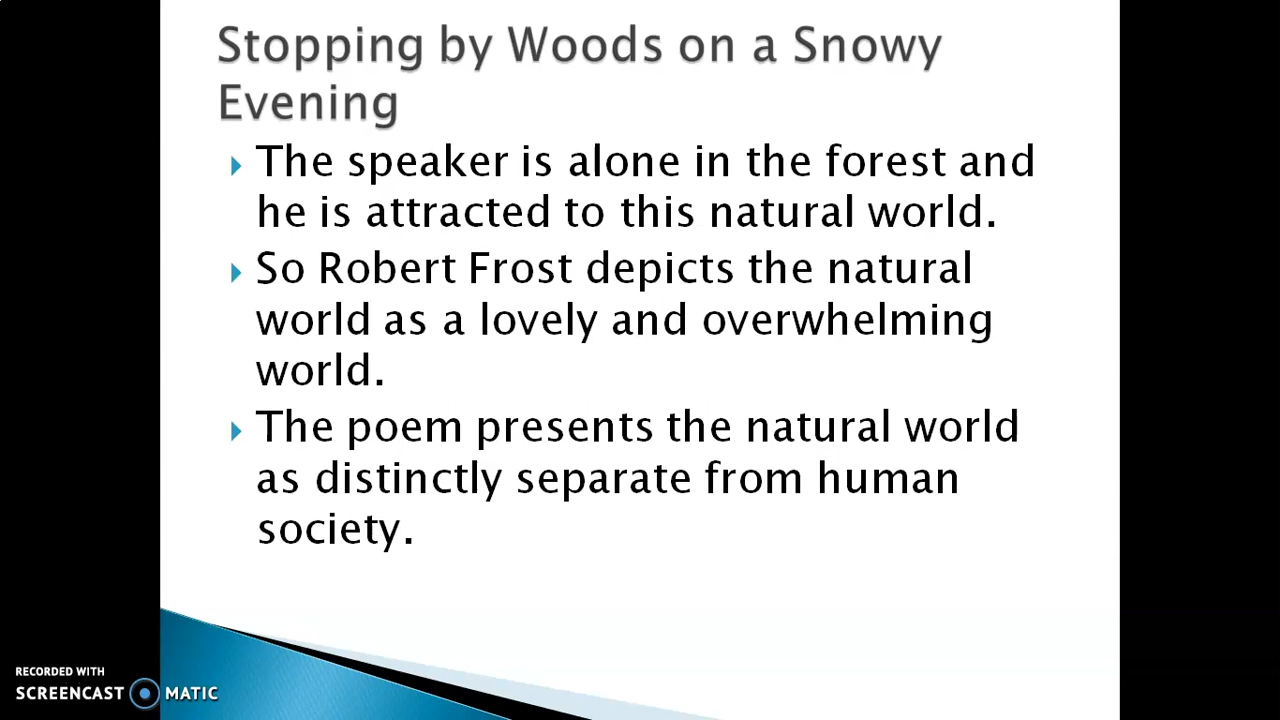 Stopping by Woods on a Snowy
Evening
The speaker is alone in the forest and
he is attracted to this natural world.
So Robert Frost depicts the natural
world as a lovely and overwhelming
world.
The poem presents the natural world
as distinctly separate from human
society.
RECORDED WITH
SCREENCAST MATIC